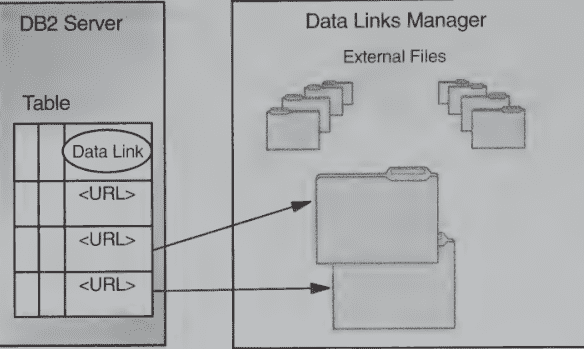 DB2 Server
Table
Data Link
<URL>
<URL>
<URL>
Data Links Manager
External Files